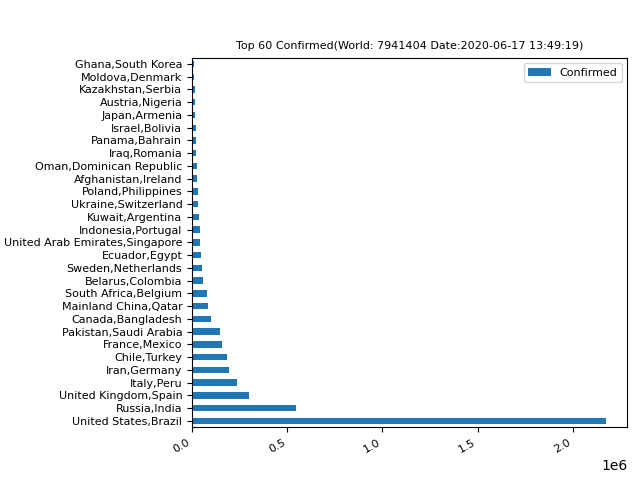 Top 60 Confirmed(World: 7941404 Date:2020-06-17 13:49:19)
Confirmed
Ghana,South Korea
Moldova,Denmark
Kazakhstan,Serbia
Austria,Nigeria
Japan,Armenia
Israel,Bolivia
Panama,Bahrain
Iraq,Romania
Oman,Dominican Republic
Afghanistan,Ireland
Poland,Philippines
Ukraine,Switzerland
Kuwait,Argentina
Indonesia,Portugal
United Arab Emirates,Singapore
Ecuador,Egypt
Sweden,Netherlands
Belarus,Colombia
South Africa,Belgium
Mainland China,Qatar
Canada,Bangladesh
Pakistan,Saudi Arabia
France,Mexico
Chile,Turkey
Iran,Germany
Italy,Peru
United Kingdom,Spain
Russia,India
United States,Brazil
0.0 0.5 1.0 1.5 2.0
1e6